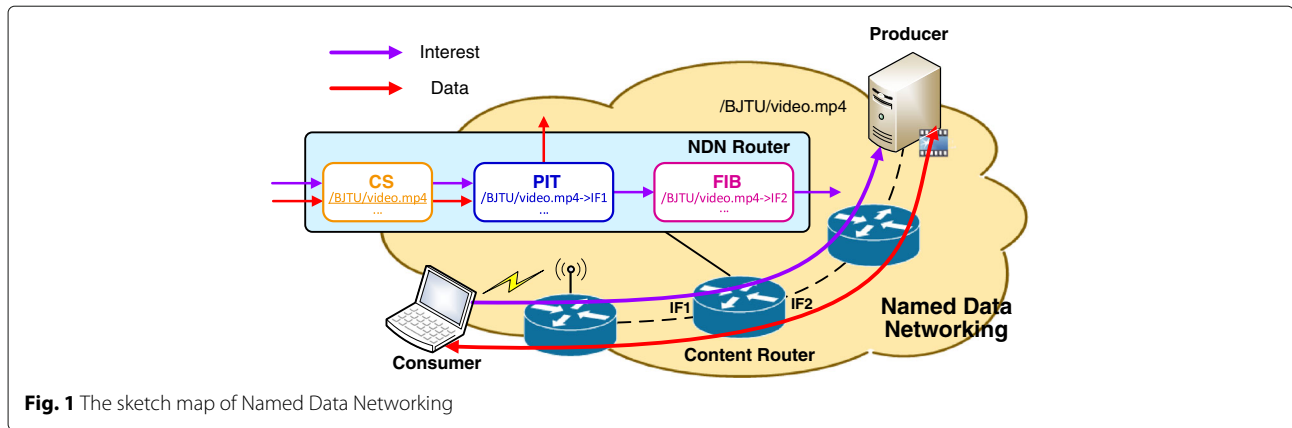 Interest
Data
Producer
/BJTU/video.mp4
NDN Router
CS
/BJTU/video.mp4
...
PIT
/BJTU/video.mp4->IF1
...
FIB
/BJTU/video.mp4->IF2
...
IF1
IF2
Named Data
Networking
Consumer
Content Router
Fig. 1 The sketch map of Named Data Networking